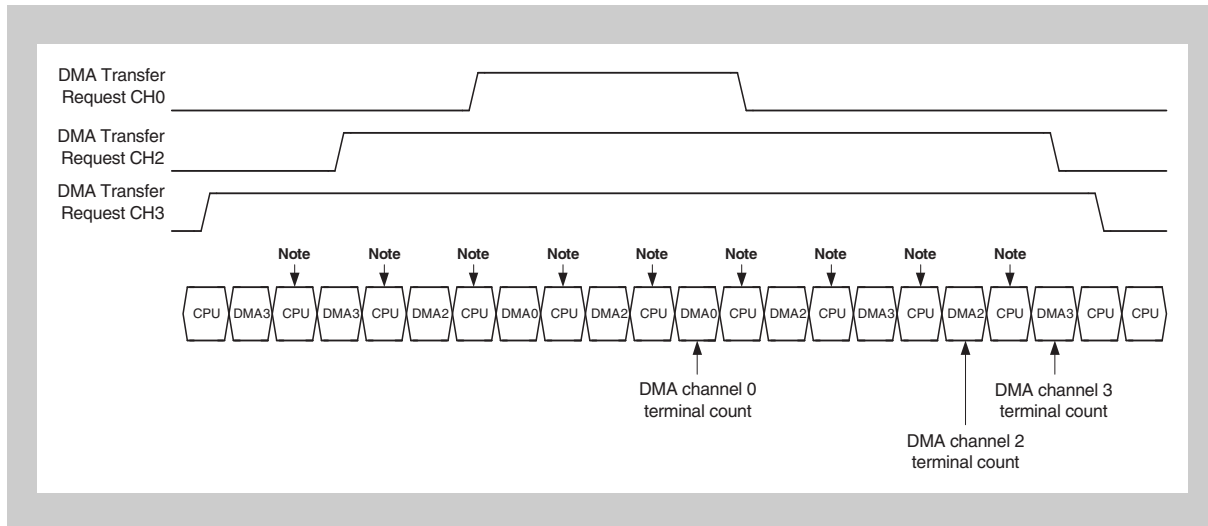 DMA Transfer
Request CH0
DMA Transfer
Request CH2
DMA Transfer
Request CH3
Note Note Note Note Note Note Note Note Note
CPU DMA3 CPU DMA3 CPU DMA2 CPU DMA0 CPU DMA2 CPU DMA0 CPU DMA2 CPU DMA3 CPU DMA2 CPU DMA3 CPU CPU
DMA channel 0
terminal count
DMA channel 3
terminal count
DMA channel 2
terminal count